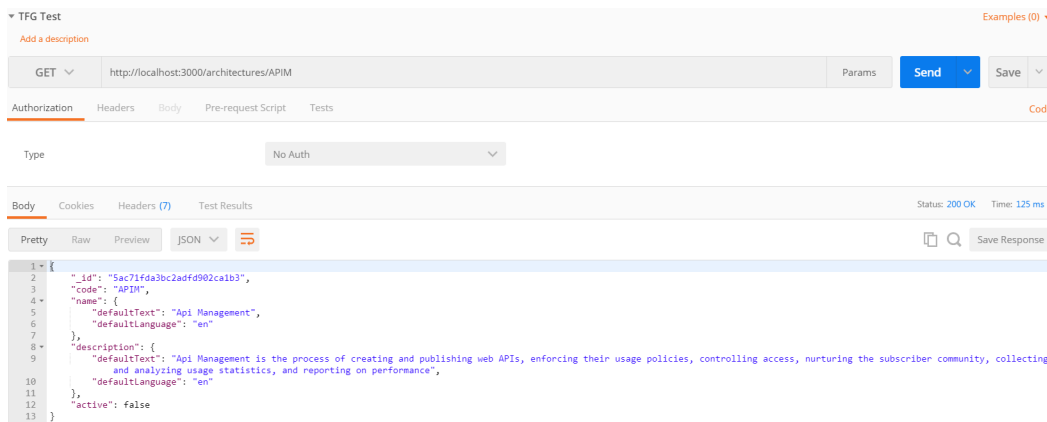 TFG Test
Examples (0)
Add a description
GET
http://localhost:3000/architectures/APIM
Params
Send
Save
Authorization Headers Body Pre-request Script Tests
Cod
Type
No Auth
Body Cookies Headers (7) Test Results
Status: 200 OK Time: 125 ms
Pretty Raw Preview JSON
Save Response
1 {
2 "_id": "5ac71fda3bc2adfd902ca1b3",
3 "code": "APIM",
4 "name": {
5 "defaultText": "Api Management",
6 "defaultLanguage": "en"
7 },
8 "description": {
9 "defaultText": "Api Management is the process of creating and publishing web APIs, enforcing their usage policies, controlling access, nurturing the subscriber community, collecting
and analyzing usage statistics, and reporting on performance",
10 "defaultLanguage": "en"
11 },
12 "active": false
13 }